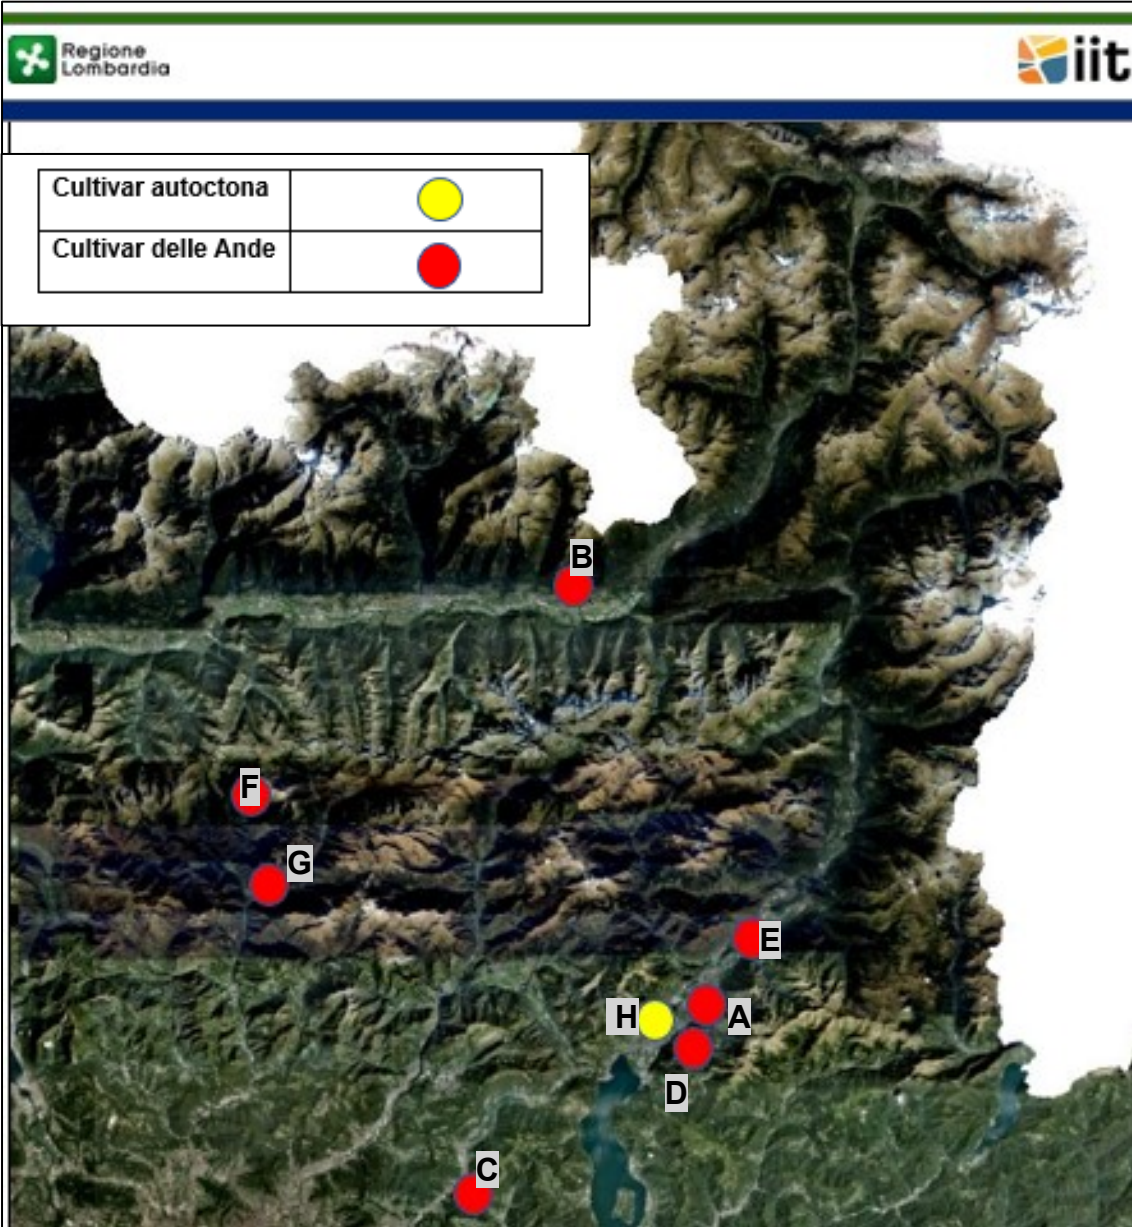 Regione
Lombardia
iit
Cultivar autoctona
Cultivar delle Ande
B
F
G
E
H
A
D
C